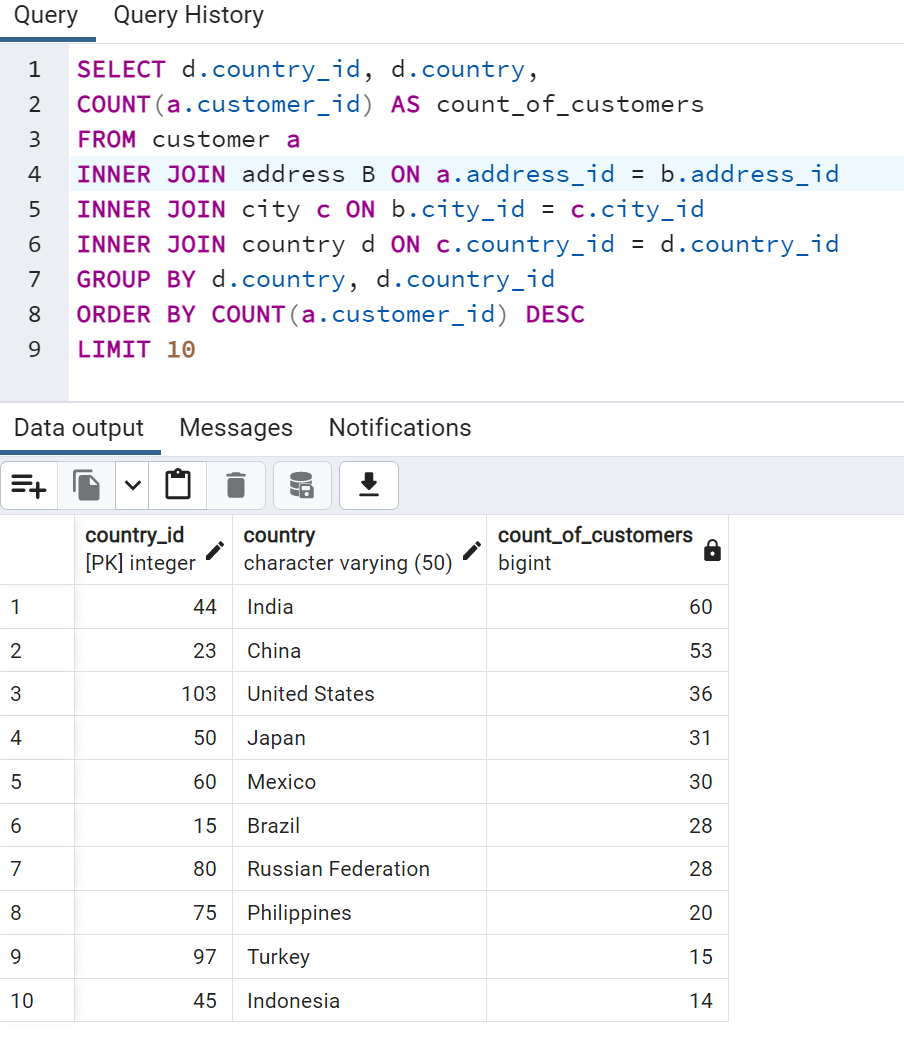 Query Query History
1 SELECT d.country_id, d.country,
2 COUNT(a.customer_id) AS count_of_customers
3 FROM customer a
4 INNER JOIN address B ON a.address_id = b.address_id
5 INNER JOIN city c ON b.city_id = c.city_id
6 INNER JOIN country d ON c.country_id = d.country_id
7 GROUP BY d.country, d.country_id
8 ORDER BY COUNT(a.customer_id) DESC
9 LIMIT 10
Data output Messages Notifications
country_id country count_of_customers
[PK] integer character varying (50) bigint
1 44 India 60
2 23 China 53
3 103 United States 36
4 50 Japan 31
5 60 Mexico 30
6 15 Brazil 28
7 80 Russian Federation 28
8 75 Philippines 20
9 97 Turkey 15
10 45 Indonesia 14